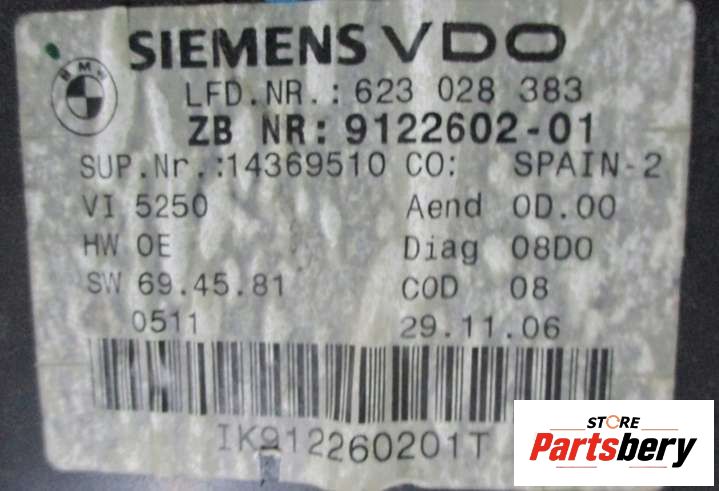 BMW
SIEMENS VDO
LFD.NR.: 623 028 383
ZB NR: 9122602-01
SUP.Nr.:14369510 CO: SPAIN-2
VI 5250 Aend 0D.00
HW 0E Diag 08D0
SW 69.45.81 COD 08
0511 29.11.06
IK912260201T
STORE
Partsbery